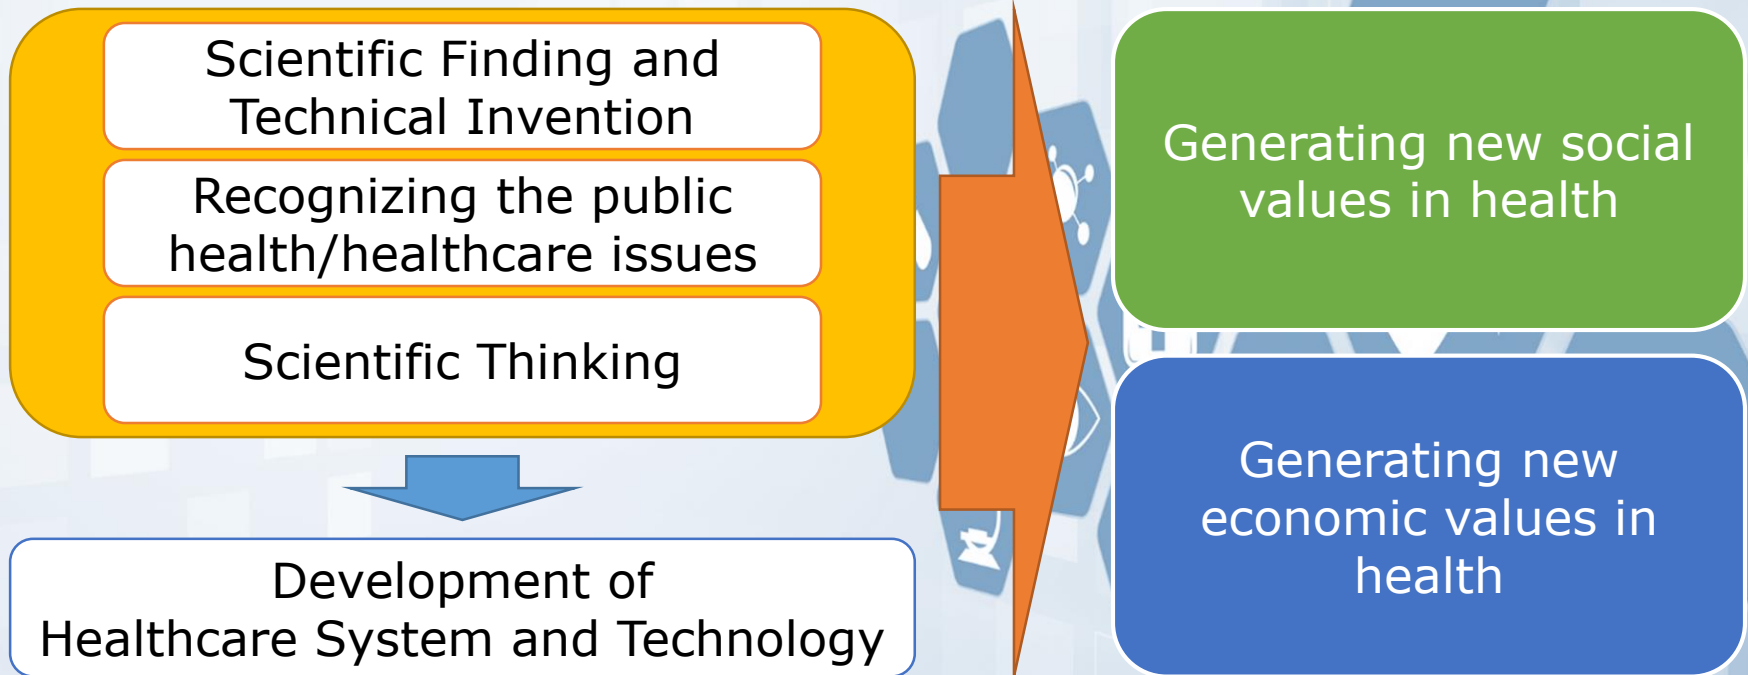 Scientific Finding and
Technical Invention
Recognizing the public
health/healthcare issues
Scientific Thinking
Development of
Healthcare System and Technology
Generating new social
values in health
Generating new
economic values in
health